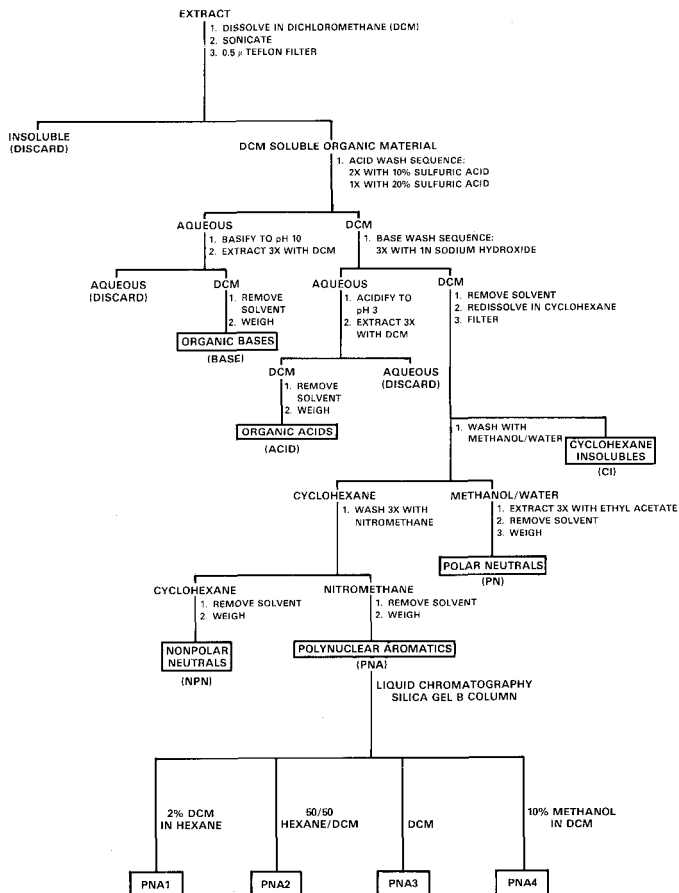 EXTRACT
1. DISSOLVE IN DICHLOROMETHANE (DCM)
2. SONICATE
3. 0.5 μ TEFLON FILTER
INSOLUBLE
(DISCARD)
DCM SOLUBLE ORGANIC MATERIAL
1. ACID WASH SEQUENCE:
2X WITH 10% SULFURIC ACID
1X WITH 20% SULFURIC ACID
AQUEOUS
1. BASIFY TO pH 10
2. EXTRACT 3X WITH DCM
DCM
1. BASE WASH SEQUENCE:
3X WITH 1N SODIUM HYDROXIDE
AQUEOUS
(DISCARD)
DCM
1. REMOVE
SOLVENT
2. WEIGH
ORGANIC BASES
(BASE)
AQUEOUS
1. ACIDIFY TO
pH 3
2. EXTRACT 3X
WITH DCM
DCM
1. REMOVE SOLVENT
2. REDISSOLVE IN CYCLOHEXANE
3. FILTER
DCM
1. REMOVE
SOLVENT
2. WEIGH
ORGANIC ACIDS
(ACID)
AQUEOUS
(DISCARD)
1. WASH WITH
METHANOL/WATER
CYCLOHEXANE
INSOLUBLES
(CI)
CYCLOHEXANE
1. WASH 3X WITH
NITROMETHANE
METHANOL/WATER
1. EXTRACT 3X WITH ETHYL ACETATE
2. REMOVE SOLVENT
3. WEIGH
POLAR NEUTRALS
(PN)
CYCLOHEXANE
1. REMOVE SOLVENT
2. WEIGH
NONPOLAR
NEUTRALS
(NPN)
NITROMETHANE
1. REMOVE SOLVENT
2. WEIGH
POLYNUCLEAR AROMATICS
(PNA)
LIQUID CHROMATOGRAPHY
SILICA GEL B COLUMN
2% DCM
IN HEXANE
50/50
HEXANE/DCM
DCM
10% METHANOL
IN DCM
PNA1
PNA2
PNA3
PNA4